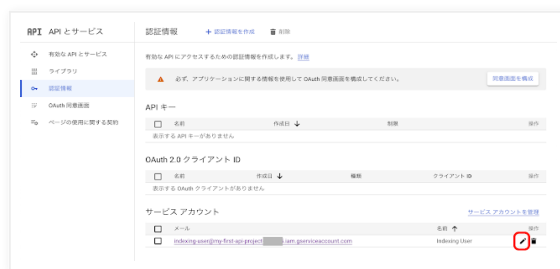 API APIとサービス
認証情報
+ 認証情報を作成
削除
有効な API とサービス
ライブラリ
認証情報
OAuth 同意画面
ページの使用に関する契約
有効な API にアクセスするための認証情報を作成します。 詳細
必ず、アプリケーションに関する情報を使用して OAuth 同意画面を構成してください。
同意画面を構成
API キー
名前 作成日 制限 操作
表示する API キーがありません
OAuth 2.0 クライアント ID
名前 作成日 種類 クライアント ID 操作
表示する OAuth クライアントがありません
サービス アカウント
サービス アカウントを管理
メール 名前 操作
indexing-user@my-first-api-project .iam.gserviceaccount.com Indexing User